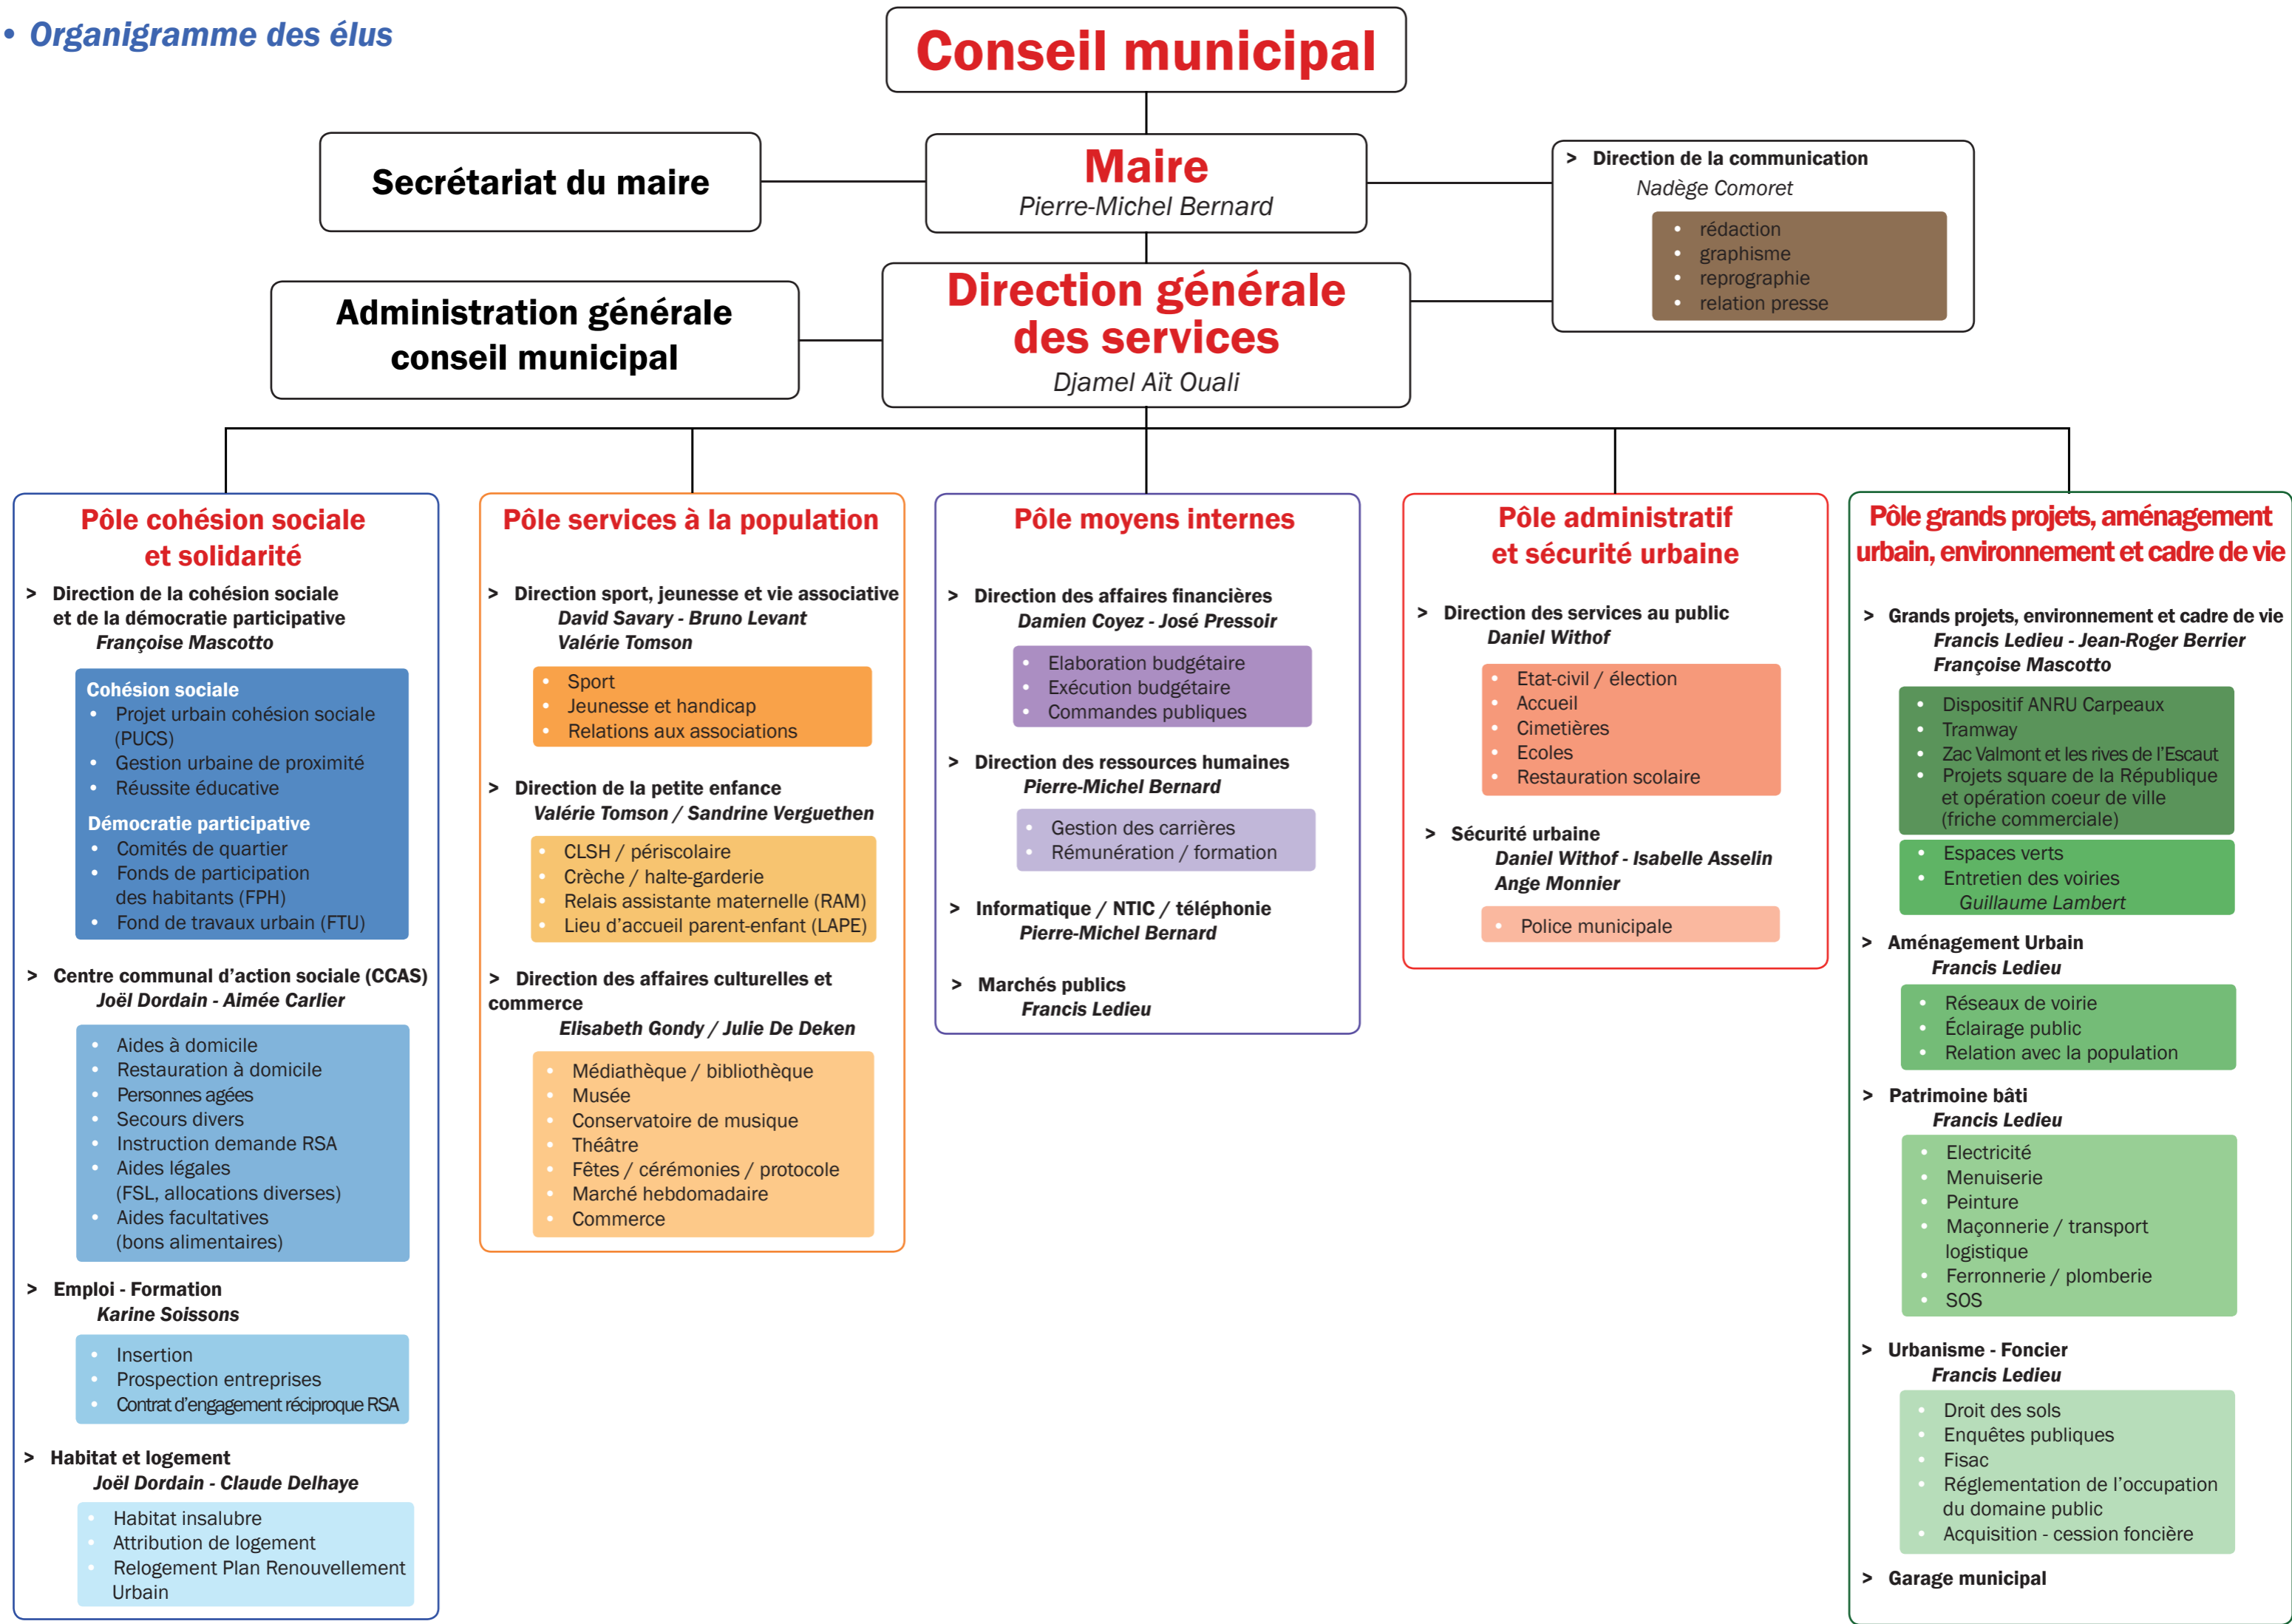 • Organigramme des élus
Conseil municipal
Secrétariat du maire
Maire
Pierre-Michel Bernard
> Direction de la communication
Nadège Comoret
• rédaction
• graphisme
• reprographie
• relation presse
Administration générale
conseil municipal
Direction générale
des services
Djamel Aït Ouali
Pôle cohésion sociale
et solidarité
> Direction de la cohésion sociale
et de la démocratie participative
Françoise Mascotto
Cohésion sociale
• Projet urbain cohésion sociale
(PUCS)
• Gestion urbaine de proximité
• Réussite éducative
Démocratie participative
• Comités de quartier
• Fonds de participation
des habitants (FPH)
• Fond de travaux urbain (FTU)
> Centre communal d'action sociale (CCAS)
Joël Dordain - Aimée Carlier
• Aides à domicile
• Restauration à domicile
• Personnes agées
• Secours divers
• Instruction demande RSA
• Aides légales
(FSL, allocations diverses)
• Aides facultatives
(bons alimentaires)
> Emploi - Formation
Karine Soissons
• Insertion
• Prospection entreprises
• Contrat d'engagement réciproque RSA
> Habitat et logement
Joël Dordain - Claude Delhaye
• Habitat insalubre
• Attribution de logement
• Relogement Plan Renouvellement
Urbain
Pôle services à la population
> Direction sport, jeunesse et vie associative
David Savary - Bruno Levant
Valérie Tomson
• Sport
• Jeunesse et handicap
• Relations aux associations
> Direction de la petite enfance
Valérie Tomson / Sandrine Verguethen
• CLSH / périscolaire
• Crèche / halte-garderie
• Relais assistante maternelle (RAM)
• Lieu d'accueil parent-enfant (LAPE)
> Direction des affaires culturelles et
commerce
Elisabeth Gondy / Julie De Deken
• Médiathèque / bibliothèque
• Musée
• Conservatoire de musique
• Théâtre
• Fêtes / cérémonies / protocole
• Marché hebdomadaire
• Commerce
Pôle moyens internes
> Direction des affaires financières
Damien Coyez - José Pressoir
• Elaboration budgétaire
• Exécution budgétaire
• Commandes publiques
> Direction des ressources humaines
Pierre-Michel Bernard
• Gestion des carrières
• Rémunération / formation
> Informatique / NTIC / téléphonie
Pierre-Michel Bernard
> Marchés publics
Francis Ledieu
Pôle administratif
et sécurité urbaine
> Direction des services au public
Daniel Withof
• Etat-civil / élection
• Accueil
• Cimetières
• Ecoles
• Restauration scolaire
> Sécurité urbaine
Daniel Withof - Isabelle Asselin
Ange Monnier
• Police municipale
Pôle grands projets, aménagement
urbain, environnement et cadre de vie
> Grands projets, environnement et cadre de vie
Francis Ledieu - Jean-Roger Berrier
Françoise Mascotto
• Dispositif ANRU Carpeaux
• Tramway
• Zac Valmont et les rives de l'Escaut
• Projets square de la République
et opération coeur de ville
(friche commerciale)
• Espaces verts
• Entretien des voiries
Guillaume Lambert
> Aménagement Urbain
Francis Ledieu
• Réseaux de voirie
• Éclairage public
• Relation avec la population
> Patrimoine bâti
Francis Ledieu
• Electricité
• Menuiserie
• Peinture
• Maçonnerie / transport
logistique
• Ferronnerie / plomberie
• SOS
> Urbanisme - Foncier
Francis Ledieu
• Droit des sols
• Enquêtes publiques
• Fisac
• Réglementation de l'occupation
du domaine public
• Acquisition - cession foncière
> Garage municipal